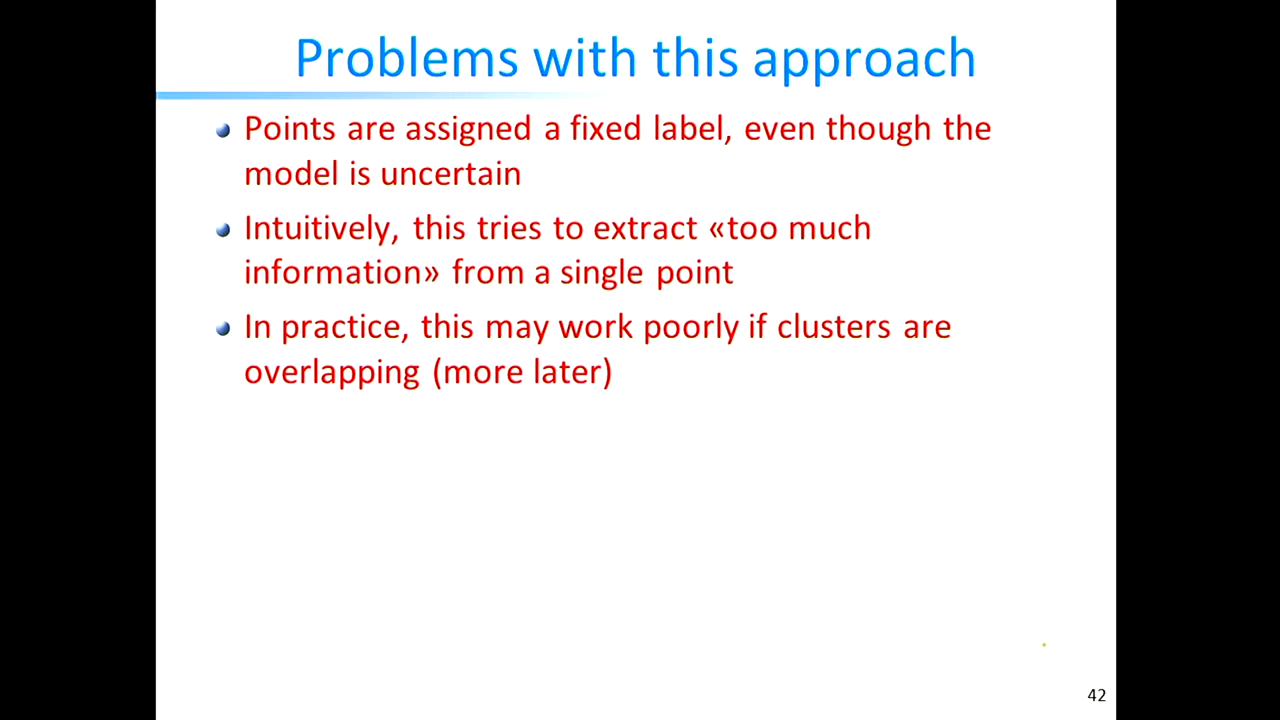 Problems with this approach
Points are assigned a fixed label, even though the
model is uncertain
Intuitively, this tries to extract «too much
information» from a single point
In practice, this may work poorly if clusters are
overlapping (more later)
42